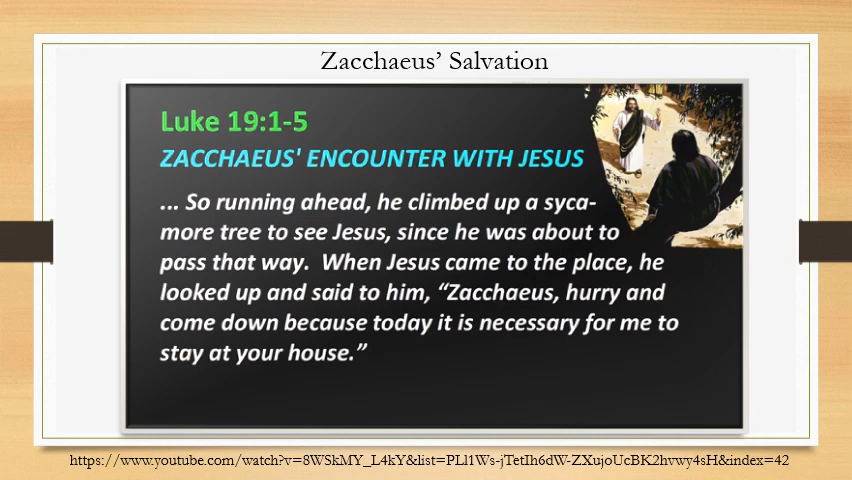 Zacchaeus’ Salvation
Luke 19:1-5
ZACCHAEUS' ENCOUNTER WITH JESUS
... So running ahead, he climbed up a syca-
more tree to see Jesus, since he was about to
pass that way.  When Jesus came to the place, he
looked up and said to him, “Zacchaeus, hurry and
come down because today it is necessary for me to
stay at your house.”
https://www.youtube.com/watch?v=8WSkMY_L4kY&list=PLl1Ws-jTetIh6dW-ZXujoUcBK2hvwy4sH&index=42